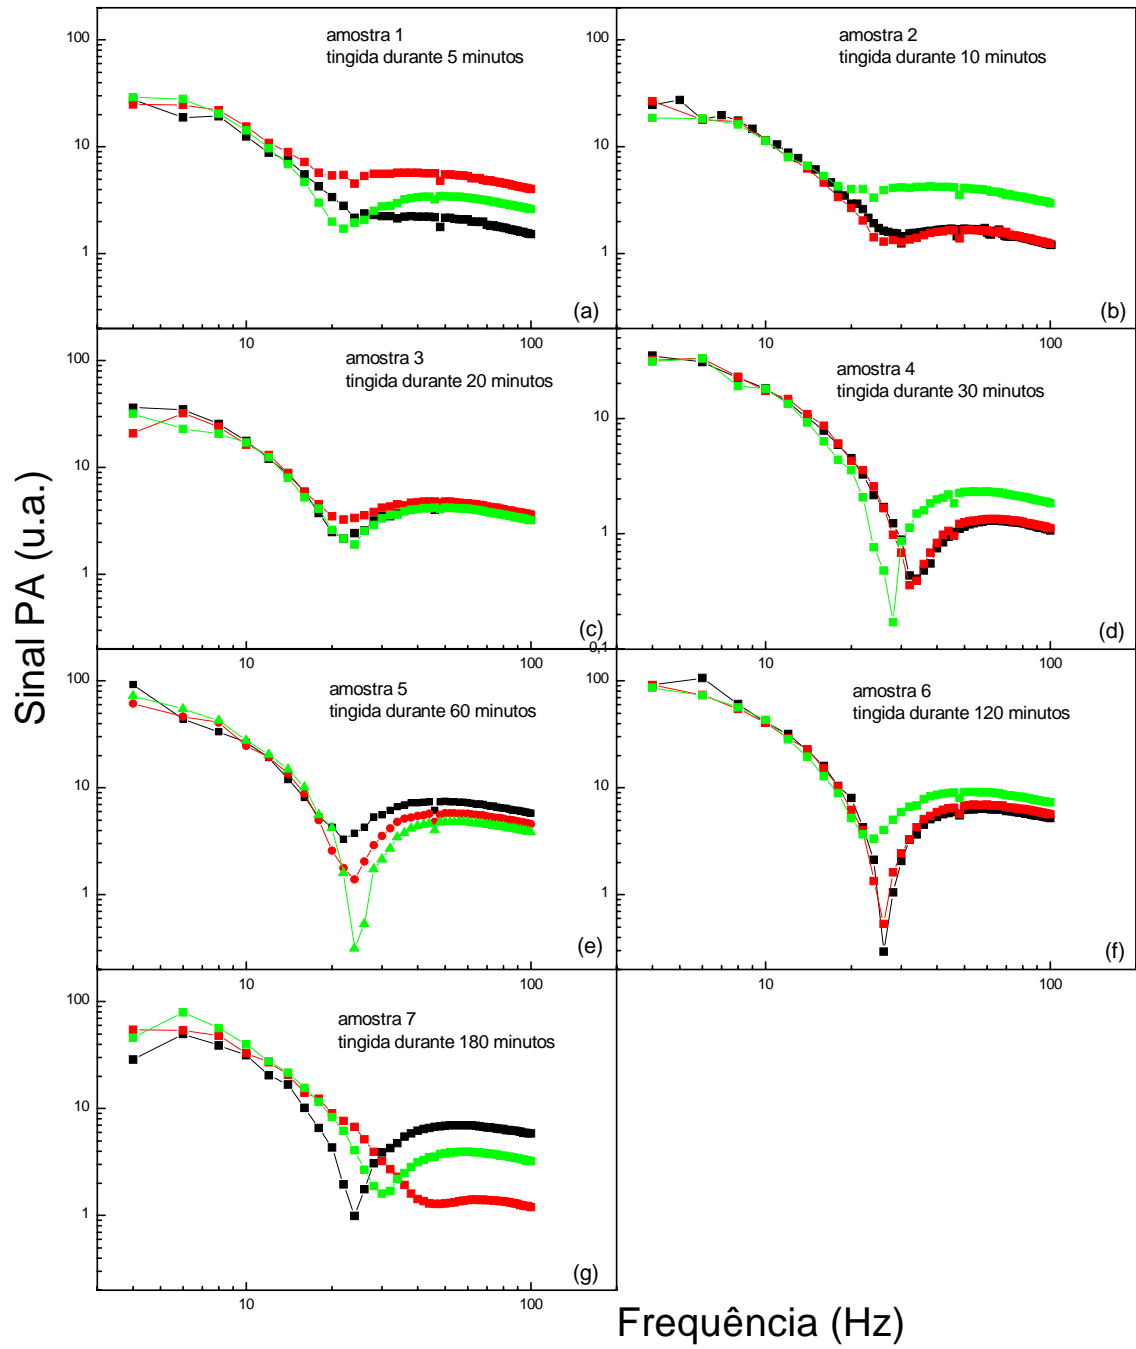 amostra 1
tingida durante 5 minutos
100
10
1
(a)
amostra 2
tingida durante 10 minutos
(b)
10
100
10
100
amostra 3
tingida durante 20 minutos
100
10
1
(c)
amostra 4
tingida durante 30 minutos
10
1
0,1
(d)
10
100
10
100
amostra 5
tingida durante 60 minutos
100
10
1
(e)
amostra 6
tingida durante 120 minutos
(f)
10
100
amostra 7
tingida durante 180 minutos
100
10
1
(g)
10
100
100
10
1
100
10
1
Sinal PA (u.a.)
Frequência (Hz)